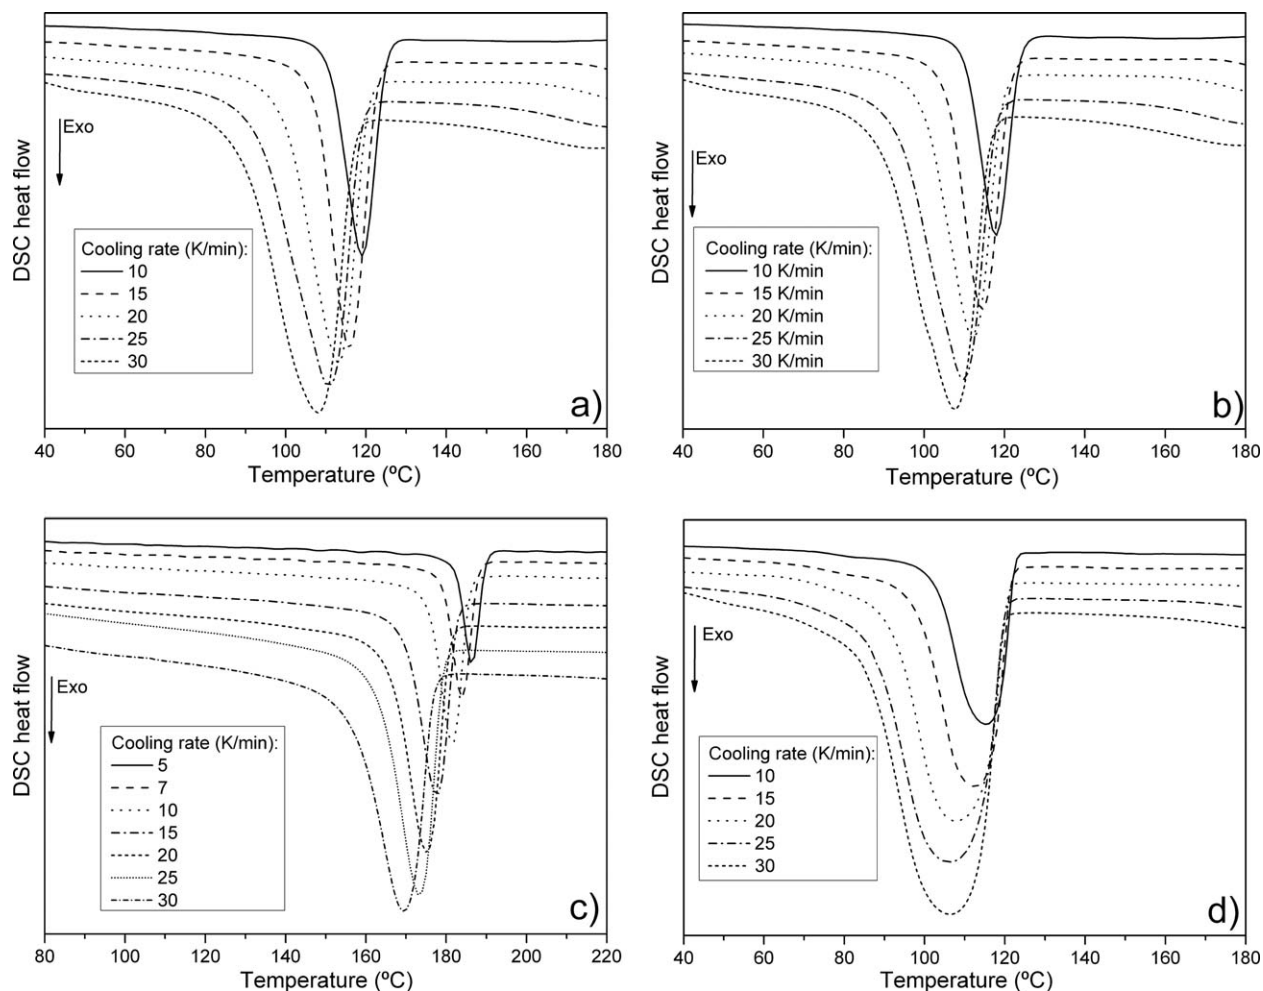 DSC heat flow
Exo
Cooling rate (K/min):
10
15
20
25
30
a)
40 60 80 100 120 140 160 180
Temperature (ºC)
DSC heat flow
Exo
Cooling rate (K/min):
10 K/min
15 K/min
20 K/min
25 K/min
30 K/min
b)
40 60 80 100 120 140 160 180
Temperature (ºC)
DSC heat flow
Exo
Cooling rate (K/min):
5
7
10
15
20
25
30
c)
80 100 120 140 160 180 200 220
Temperature (ºC)
DSC heat flow
Exo
Cooling rate (K/min):
10
15
20
25
30
d)
40 60 80 100 120 140 160 180
Temperature (ºC)